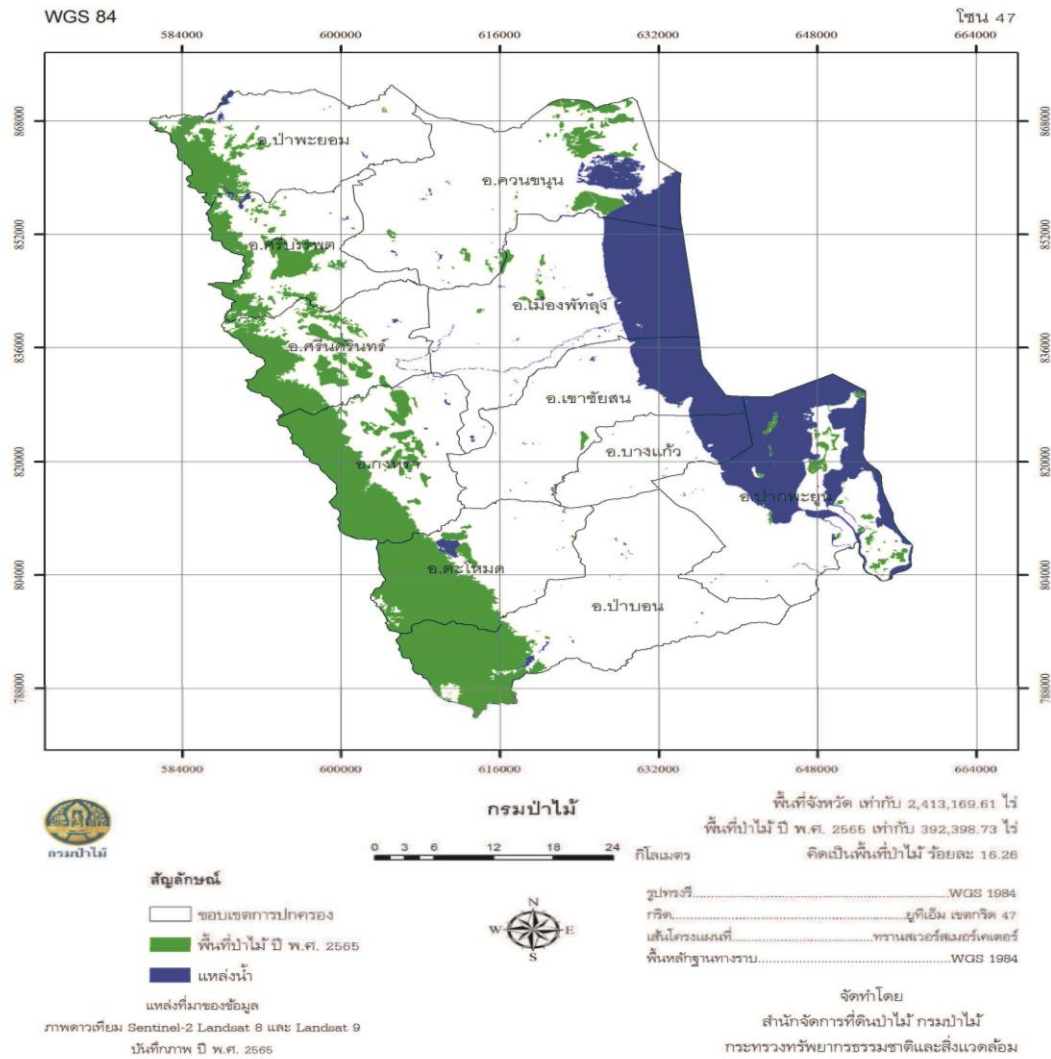 WGS 84
โซน 47
584000 600000 616000 632000 648000 664000
868000 868000
อ.ป่าพะยอม
อ.ควนขนุน
852000 852000
อ.ศรีบรรพต
อ.เมืองพัทลุง
836000 836000
อ.ศรีนครินทร์
อ.เขาชัยสน
อ.บางแก้ว
820000 820000
อ.กงหรา
อ.ปากพะยูน
804000 804000
อ.ตะโหมด
อ.ป่าบอน
788000 788000
584000 600000 616000 632000 648000 664000
กรมป่าไม้
กรมป่าไม้
0 3 6 12 18 24
กิโลเมตร
พื้นที่จังหวัด เท่ากับ 2,413,169.61 ไร่
พื้นที่ป่าไม้ ปี พ.ศ. 2565 เท่ากับ 392,398.73 ไร่
คิดเป็นพื้นที่ป่าไม้ ร้อยละ 16.26
สัญลักษณ์
ขอบเขตการปกครอง
พื้นที่ป่าไม้ ปี พ.ศ. 2565
แหล่งน้ำ
แหล่งที่มาของข้อมูล
ภาพดาวเทียม Sentinel-2 Landsat 8 และ Landsat 9
บันทึกภาพ ปี พ.ศ. 2565
N
W E
S
รูปทรงรี...WGS 1984
กริด...ยูทีเอ็ม เขตกริด 47
เส้นโครงแผนที่...ทรานสเวอร์สเมอร์เคเตอร์
พื้นหลักฐานทางราบ...WGS 1984
จัดทำโดย
สำนักจัดการที่ดินป่าไม้ กรมป่าไม้
กระทรวงทรัพยากรธรรมชาติและสิ่งแวดล้อม